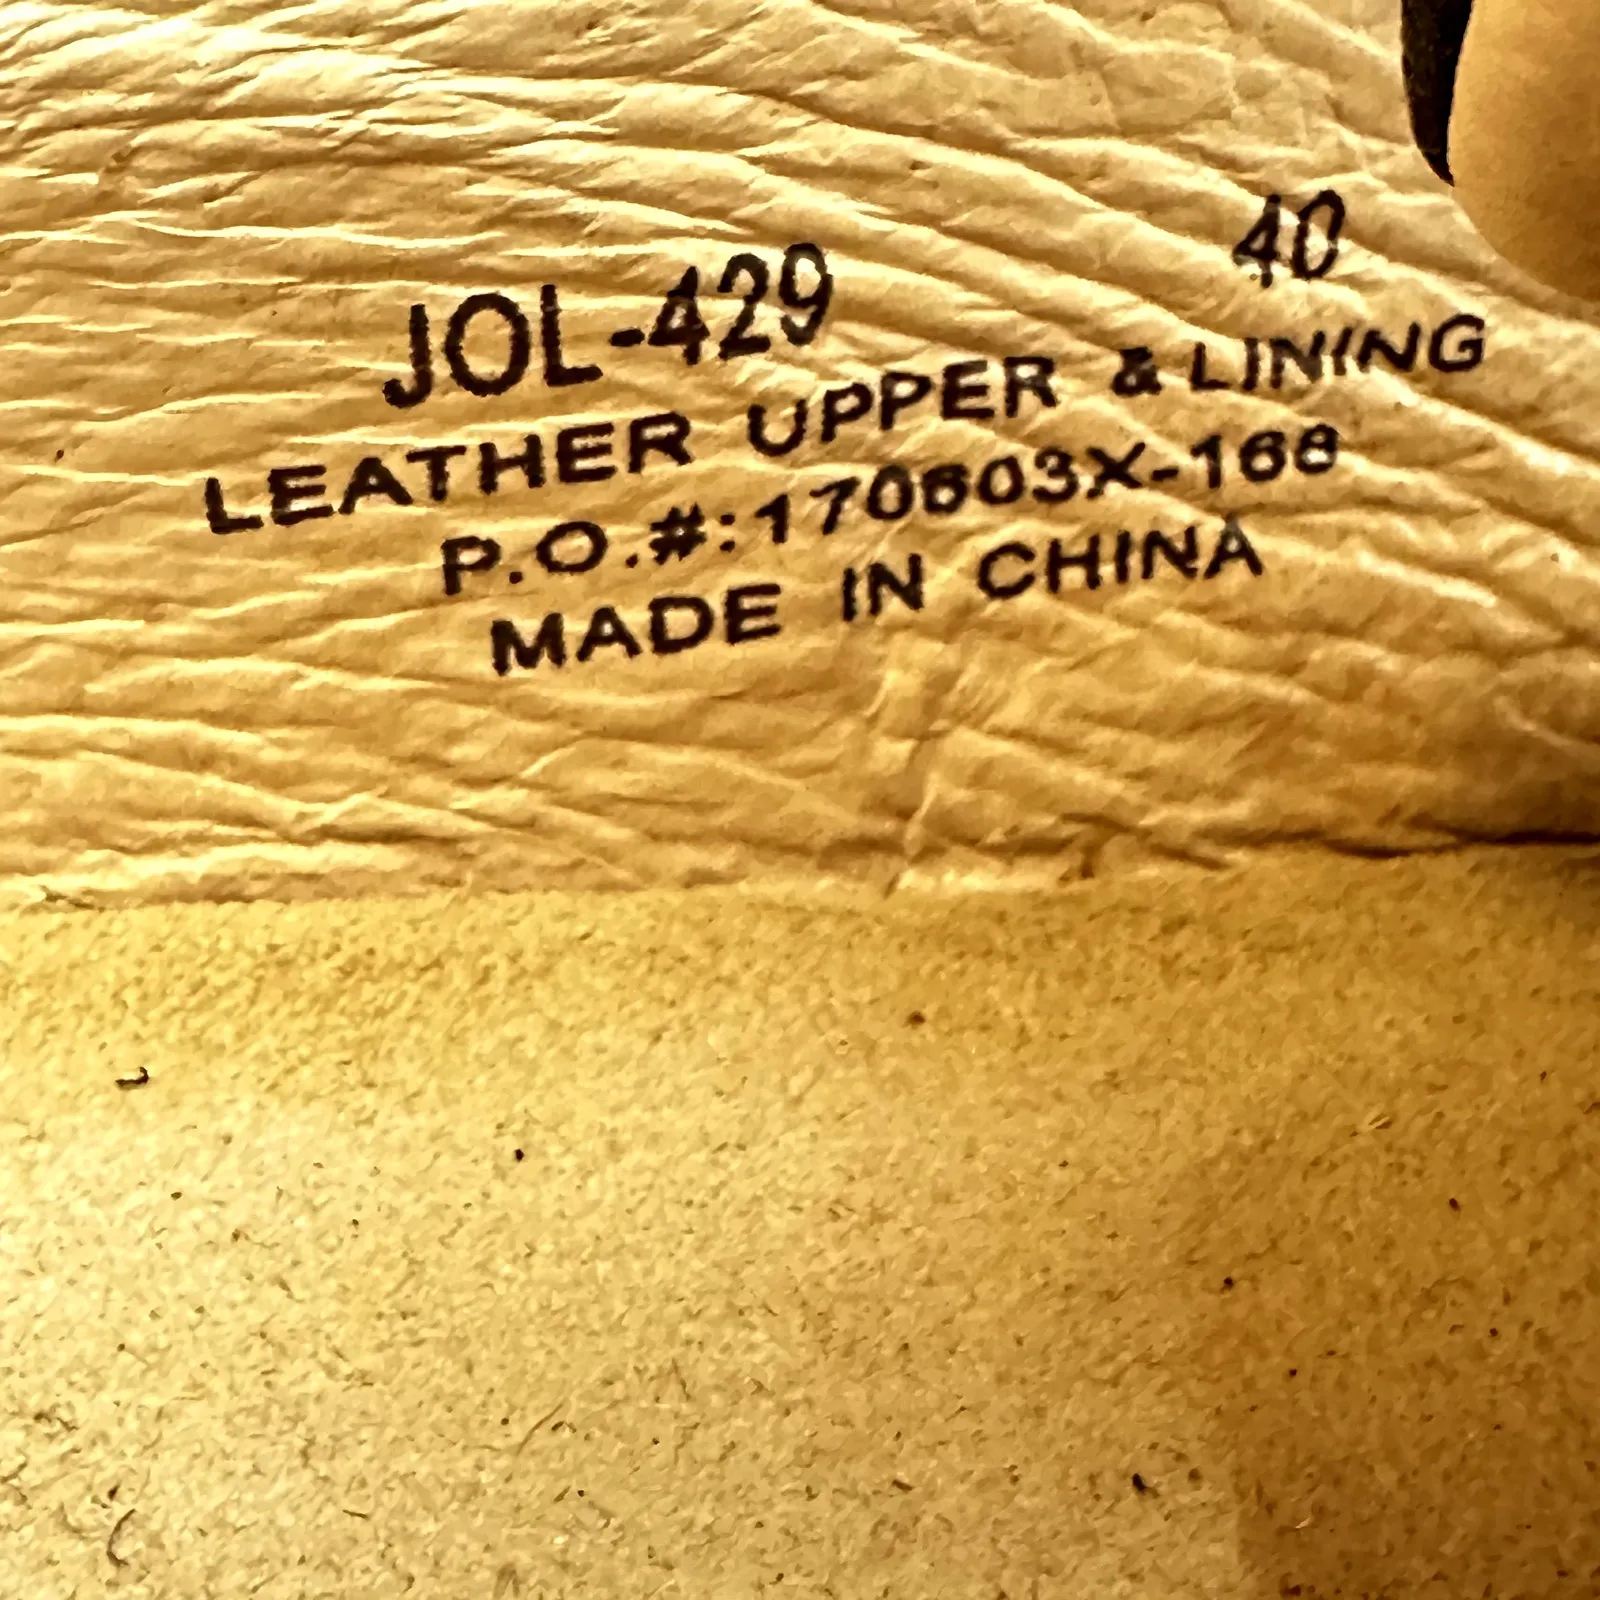 JOL-429 40
LEATHER UPPER & LINING
P.O.#:170603X-168
MADE IN CHINA